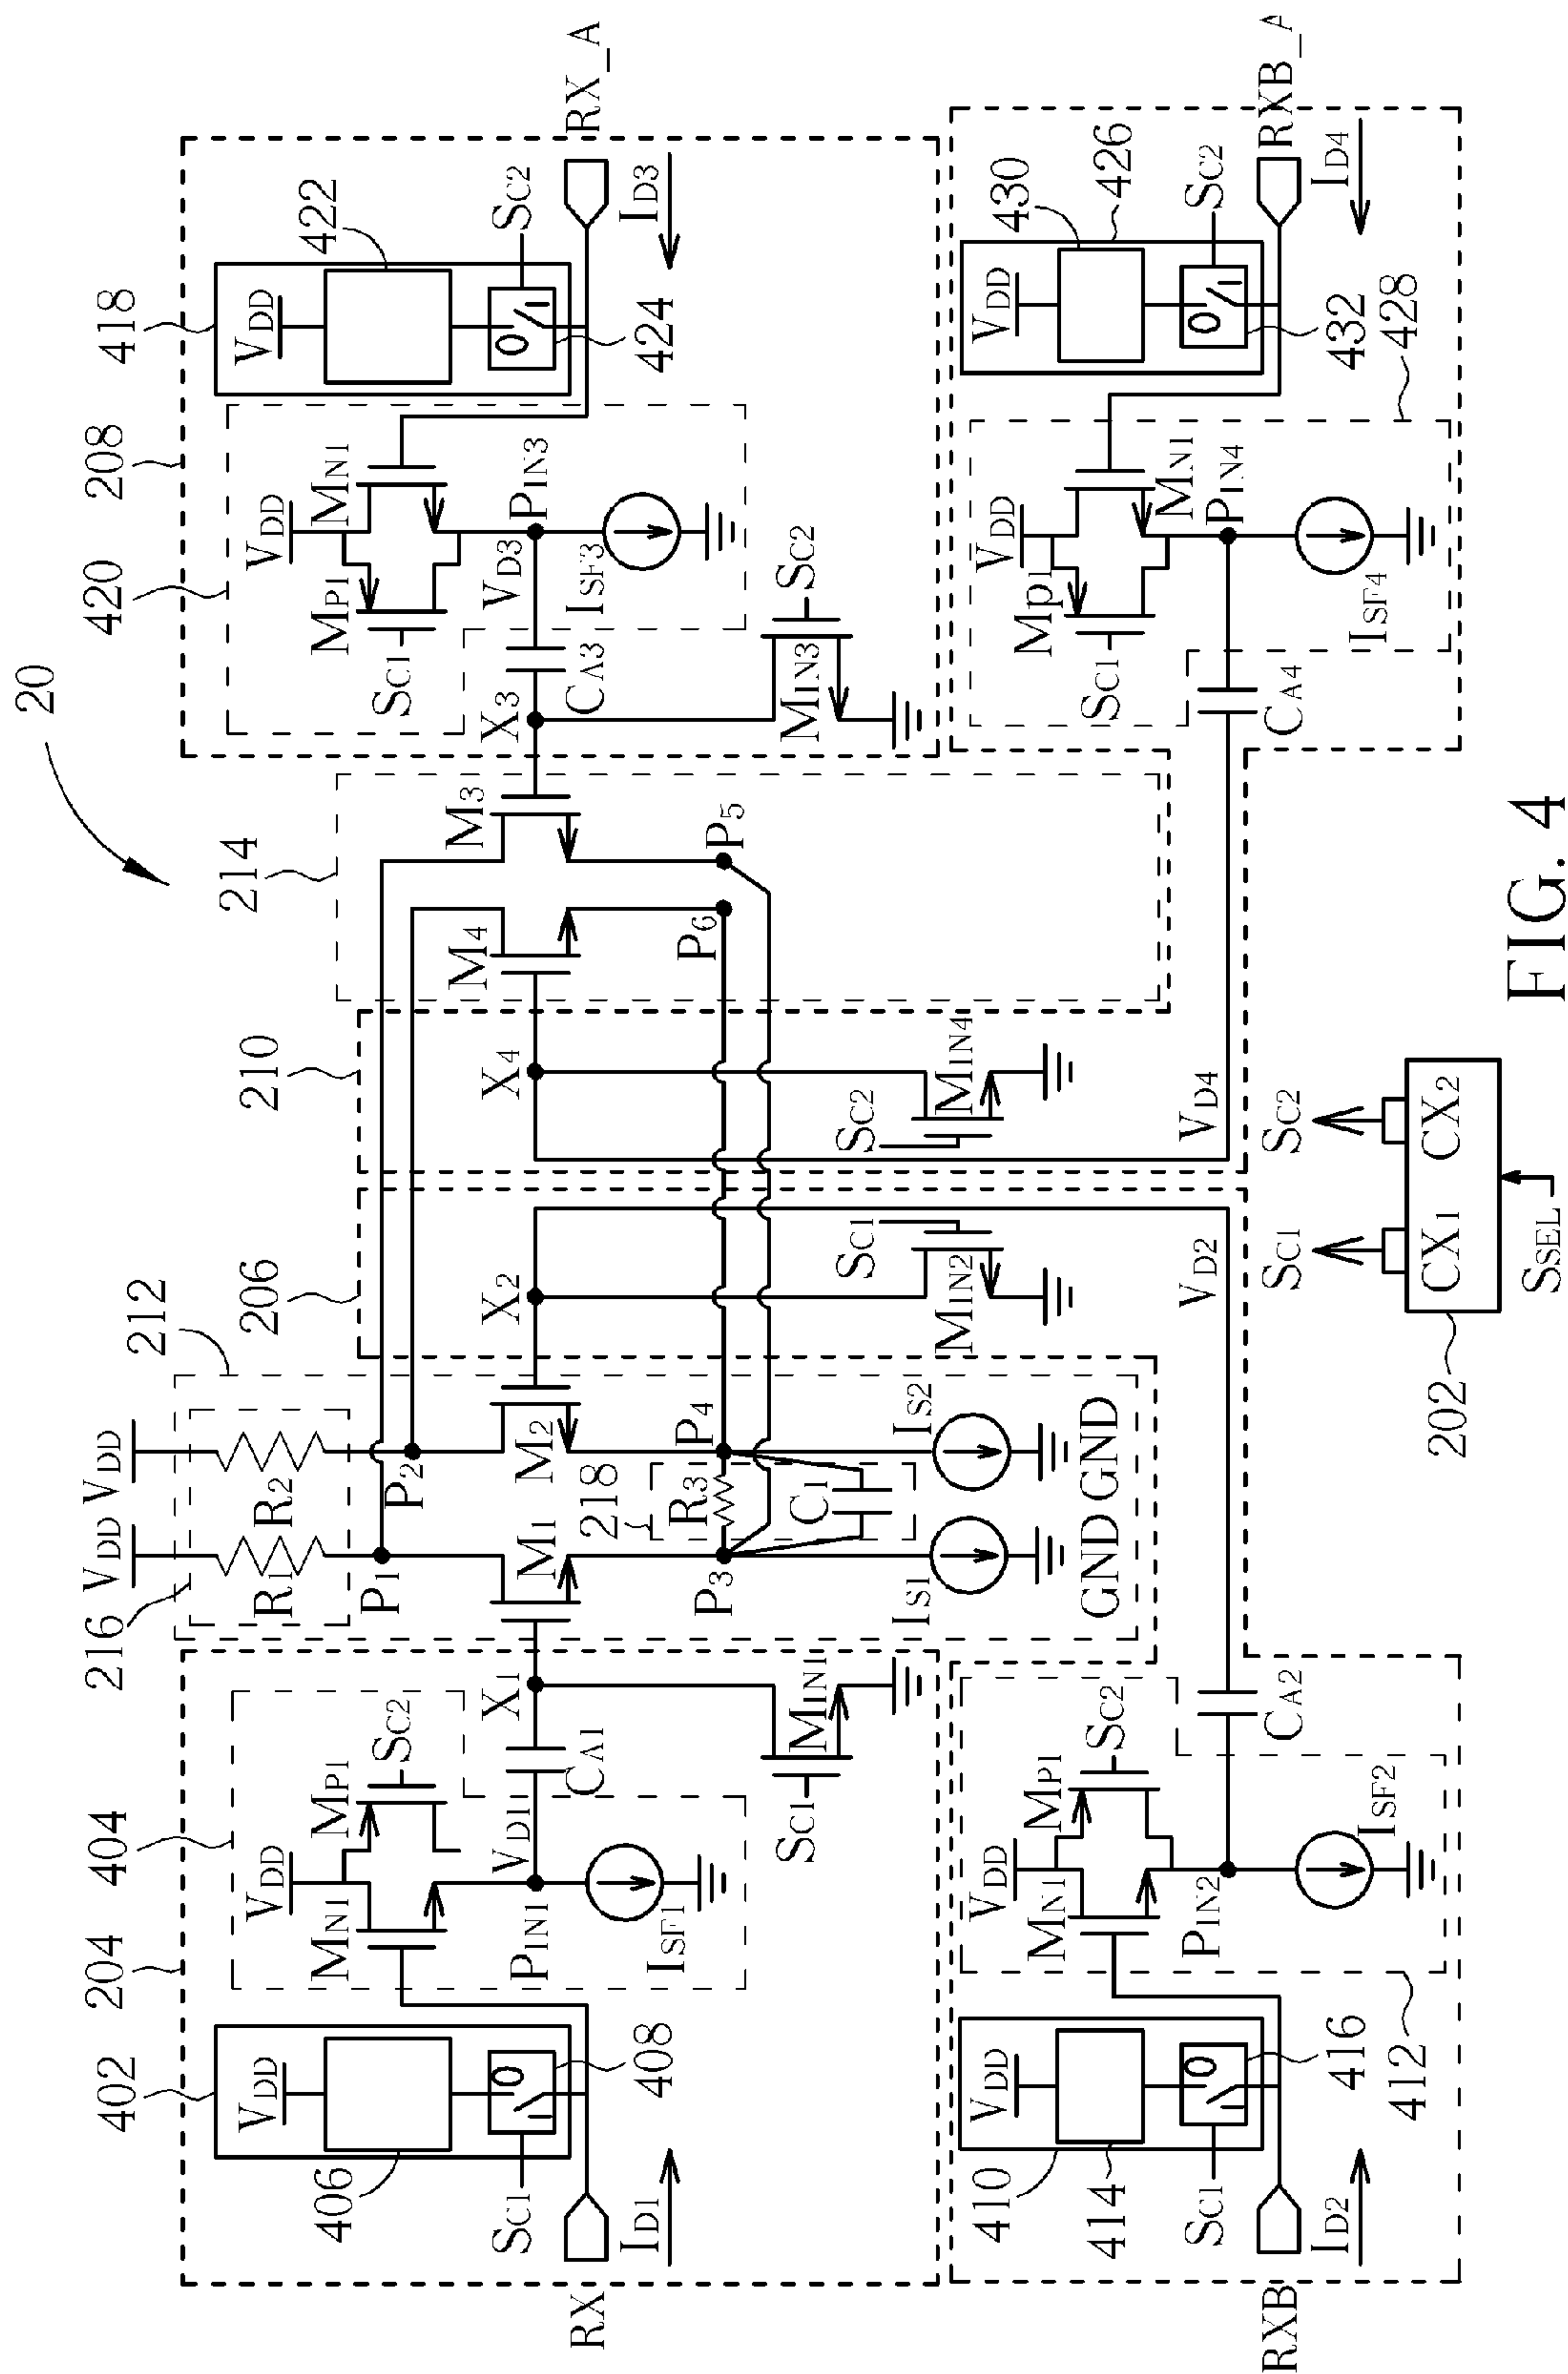 20
402
204
404
216
212
206
210
214
420
208
418
VDD
VDD
VDD
VDD
VDD
VDD
R1
R2
406
422
MN1
MP1
SC2
P1
P2
M4
M3
SC1
MP1
MN1
SC1
408
RX
ID1
PIN1
VD1
ISF1
CA1
X1
M1
M2
X2
X4
X3
CA3
VD3
PIN3
ISF3
SC2
424
RX_A
ID3
218
R3
C1
P3
P4
P6
P5
SC1
MIN1
IS1
IS2
GND
GND
SC1
MIN2
SC2
MIN4
MIN3
SC2
410
414
VDD
VDD
MN1
MP1
SC2
SC1
Mp1
VDD
MN1
VDD
430
426
SC1
416
RXB
ID2
412
PIN2
ISF2
CA2
VD2
VD4
CA4
PIN4
ISF4
SC2
432
428
RXB_A
ID4
SC1
SC2
CX1
CX2
202
SSEL
FIG. 4